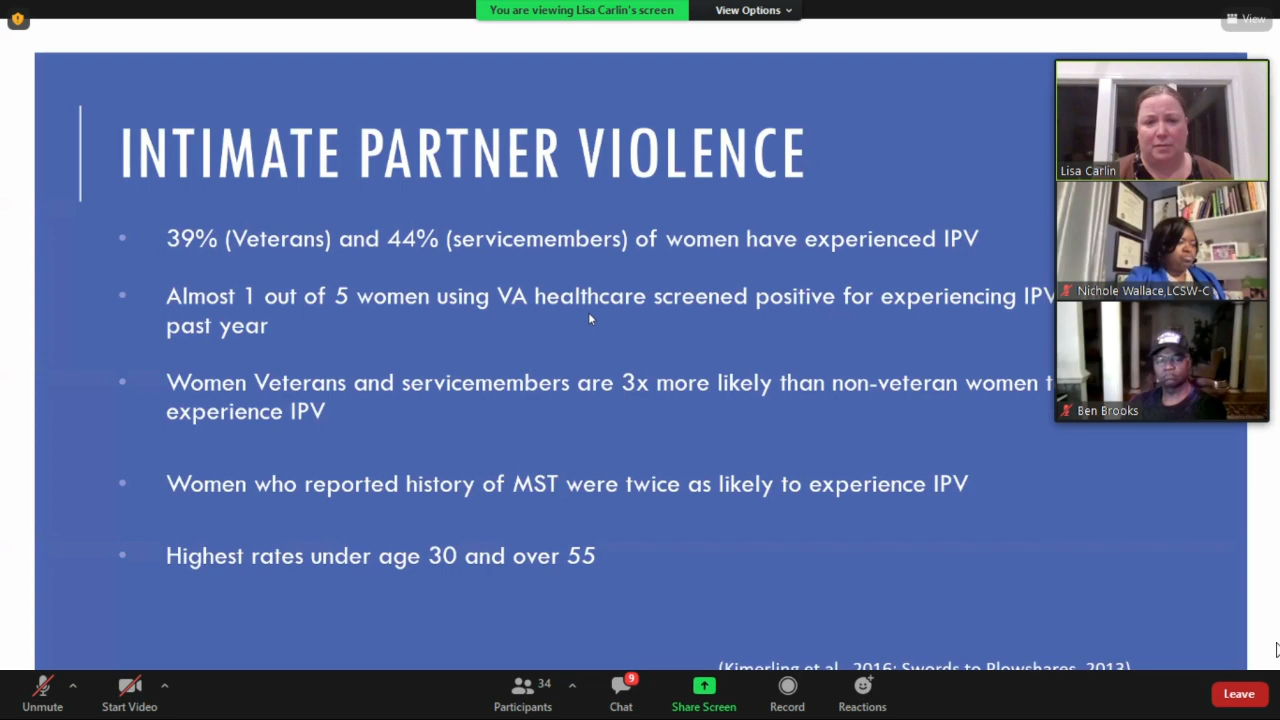 You are viewing Lisa Carlin's screen
View Options
View
INTIMATE PARTNER VIOLENCE
39% (Veterans) and 44% (servicemembers) of women have experienced IPV
Almost 1 out of 5 women using VA healthcare screened positive for experiencing IPV
past year
Women Veterans and servicemembers are 3x more likely than non-veteran women t
experience IPV
Women who reported history of MST were twice as likely to experience IPV
Highest rates under age 30 and over 55
(Kimerling et al., 2016; Swords to Plowshares, 2013)
Lisa Carlin
Nichole Wallace,LCSW-C
Ben Brooks
Unmute
Start Video
34
Participants
9
Chat
Share Screen
Record
Reactions
Leave